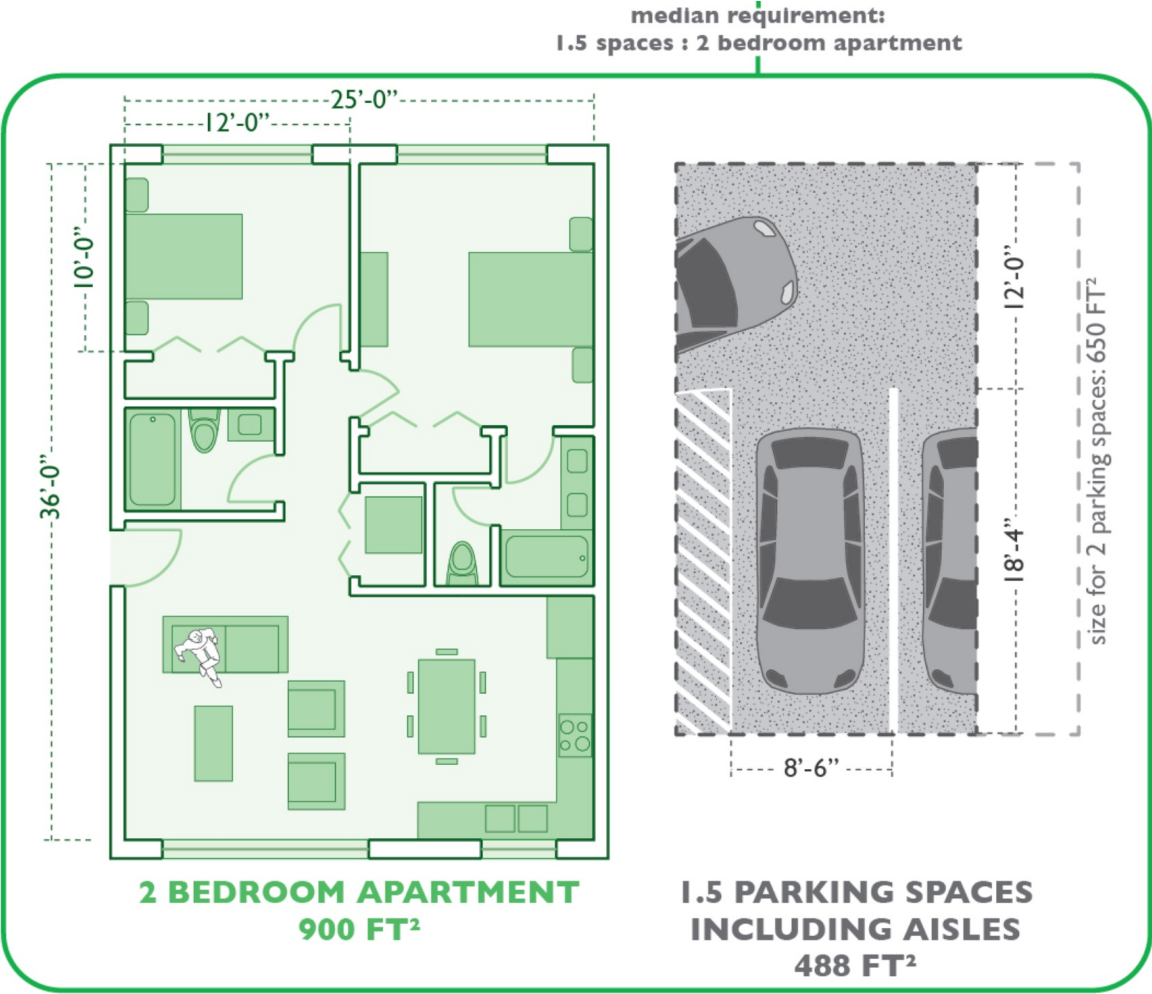 median requirement:
1.5 spaces : 2 bedroom apartment
25’-0”
12’-0”
10’-0”
36’-0”
12’-0”
18’-4”
size for 2 parking spaces: 650 FT²
8’-6”
2 BEDROOM APARTMENT
900 FT²
1.5 PARKING SPACES
INCLUDING AISLES
488 FT²